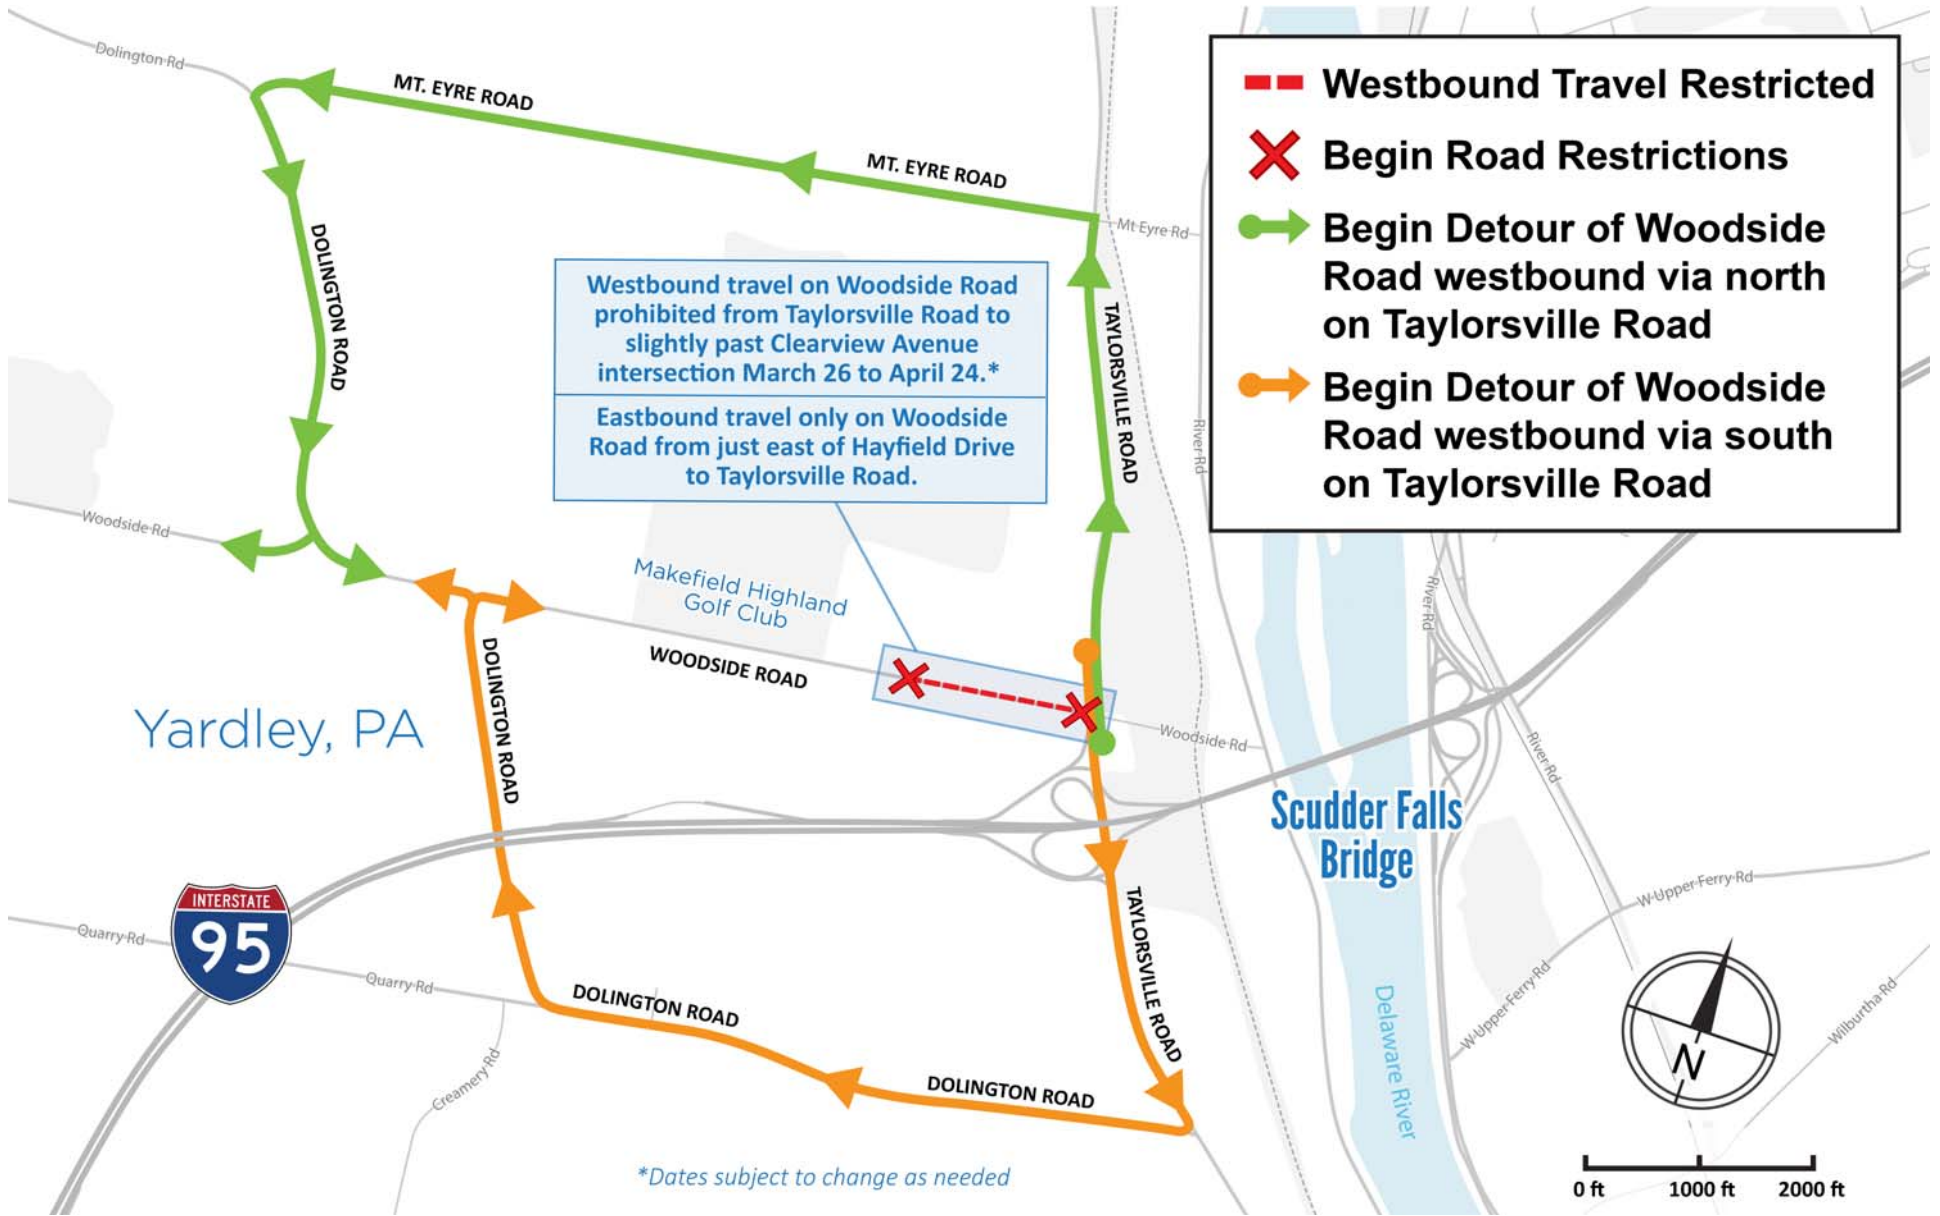 Dolington Rd
MT. EYRE ROAD
MT. EYRE ROAD
Mt Eyre Rd
Westbound Travel Restricted
Begin Road Restrictions
Begin Detour of Woodside
Road westbound via north
on Taylorsville Road
Begin Detour of Woodside
Road westbound via south
on Taylorsville Road
DOLINGTON ROAD
Westbound travel on Woodside Road
prohibited from Taylorsville Road to
slightly past Clearview Avenue
intersection March 26 to April 24.*
Eastbound travel only on Woodside
Road from just east of Hayfield Drive
to Taylorsville Road.
TAYLORSVILLE ROAD
River Rd
Woodside Rd
Makefield Highland
Golf Club
River Rd
DOLINGTON ROAD
WOODSIDE ROAD
Yardley, PA
Woodside Rd
River Rd
Scudder Falls
Bridge
INTERSTATE
95
Quarry Rd
Quarry Rd
TAYLORSVILLE ROAD
W Upper Ferry Rd
W Upper Ferry Rd
Wilburtha Rd
DOLINGTON ROAD
Creamery Rd
DOLINGTON ROAD
Delaware River
N
*Dates subject to change as needed
0 ft
1000 ft
2000 ft